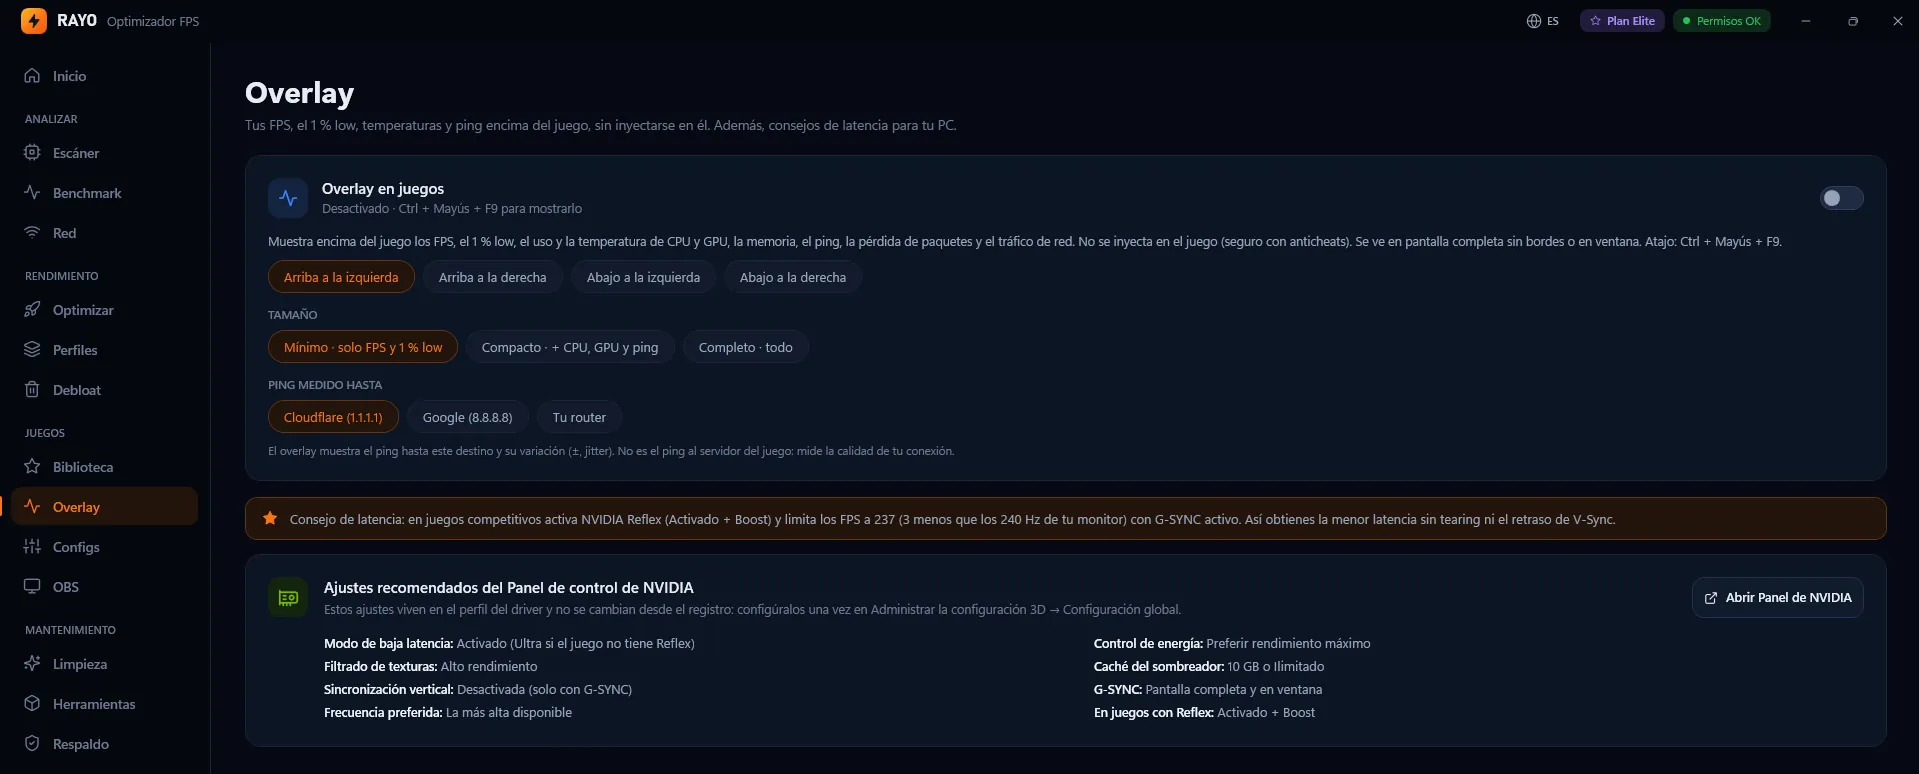 RAYO Optimizador FPS
ES
Plan Elite
Permisos OK
Inicio
ANALIZAR
Escáner
Benchmark
Red
RENDIMIENTO
Optimizar
Perfiles
Debloat
JUEGOS
Biblioteca
Overlay
Configs
OBS
MANTENIMIENTO
Limpieza
Herramientas
Respaldo
Overlay
Tus FPS, el 1 % low, temperaturas y ping encima del juego, sin inyectarse en él. Además, consejos de latencia para tu PC.
Overlay en juegos
Desactivado · Ctrl + Mayús + F9 para mostrarlo
Muestra encima del juego los FPS, el 1 % low, el uso y la temperatura de CPU y GPU, la memoria, el ping, la pérdida de paquetes y el tráfico de red. No se inyecta en el juego (seguro con anticheats). Se ve en pantalla completa sin bordes o en ventana. Atajo: Ctrl + Mayús + F9.
Arriba a la izquierda
Arriba a la derecha
Abajo a la izquierda
Abajo a la derecha
TAMAÑO
Mínimo · solo FPS y 1 % low
Compacto · + CPU, GPU y ping
Completo · todo
PING MEDIDO HASTA
Cloudflare (1.1.1.1)
Google (8.8.8.8)
Tu router
El overlay muestra el ping hasta este destino y su variación (±, jitter). No es el ping al servidor del juego: mide la calidad de tu conexión.
Consejo de latencia: en juegos competitivos activa NVIDIA Reflex (Activado + Boost) y limita los FPS a 237 (3 menos que los 240 Hz de tu monitor) con G-SYNC activo. Así obtienes la menor latencia sin tearing ni el retraso de V-Sync.
Ajustes recomendados del Panel de control de NVIDIA
Estos ajustes viven en el perfil del driver y no se cambian desde el registro: configúralos una vez en Administrar la configuración 3D → Configuración global.
Abrir Panel de NVIDIA
Modo de baja latencia: Activado (Ultra si el juego no tiene Reflex)
Filtrado de texturas: Alto rendimiento
Sincronización vertical: Desactivada (solo con G-SYNC)
Frecuencia preferida: La más alta disponible
Control de energía: Preferir rendimiento máximo
Caché del sombreador: 10 GB o Ilimitado
G-SYNC: Pantalla completa y en ventana
En juegos con Reflex: Activado + Boost